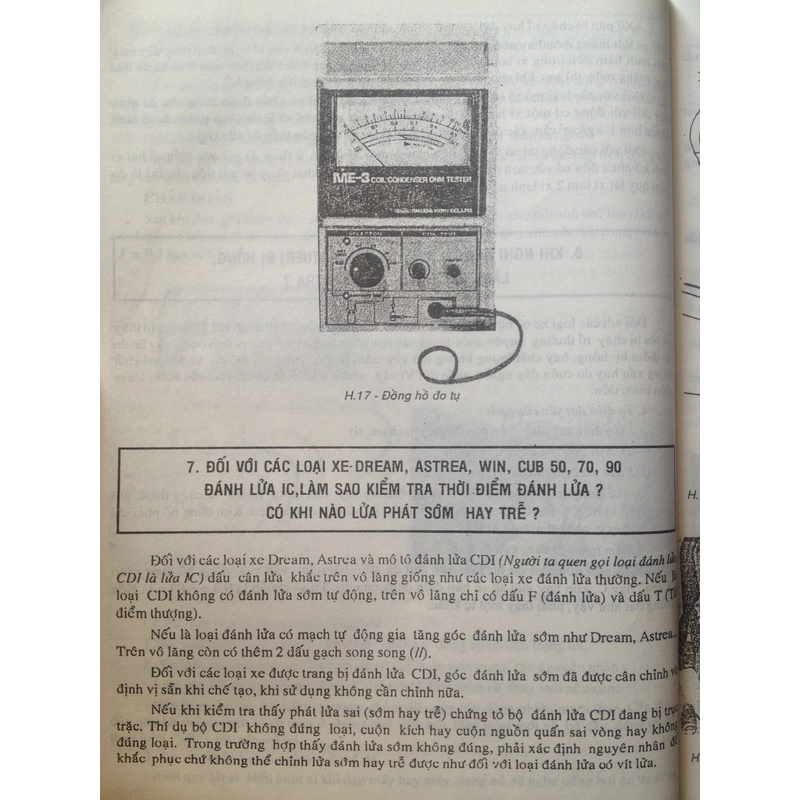 ME-3 COIL CONDENSER OHM TESTER
SELECTOR
H.17 - Đồng hồ đo tụ
7. ĐỐI VỚI CÁC LOẠI XE DREAM, ASTREA, WIN, CUB 50, 70, 90
ĐÁNH LỬA IC,LÀM SAO KIỂM TRA THỜI ĐIỂM ĐÁNH LỬA ?
CÓ KHI NÀO LỬA PHÁT SỚM HAY TRỄ ?
Đối với các loại xe Dream, Astrea và mô tô đánh lửa CDI (Người ta quen gọi loại đánh lửa
CDI là lửa IC) dấu cân lửa khắc trên vô lăng giống như các loại xe đánh lửa thường. Nếu là
loại CDI không có đánh lửa sớm tự động, trên vô lăng chỉ có dấu F (đánh lửa) và dấu T (Tử
điểm thượng).
Nếu là loại đánh lửa có mạch tự động gia tăng góc đánh lửa sớm như Dream, Astrea...
Trên vô lăng còn có thêm 2 dấu gạch song song (//).
Đối với các loại xe được trang bị đánh lửa CDI, góc đánh lửa sớm đã được cân chỉnh và
định vị sẵn khi chế tạo, khi sử dụng không cần chỉnh nữa.
Nếu khi kiểm tra thấy phát lửa sai (sớm hay trễ) chứng tỏ bộ đánh lửa CDI đang bị trục
trặc. Thí dụ bộ CDI không đúng loại, cuộn kích hay cuộn nguồn quấn sai vòng hay không
đúng loại. Trong trường hợp thấy đánh lửa sớm không đúng, phải xác định nguyên nhân để
khắc phục chứ không thể chỉnh lửa sớm hay trễ được như đối với loại đánh lửa có vít lửa.